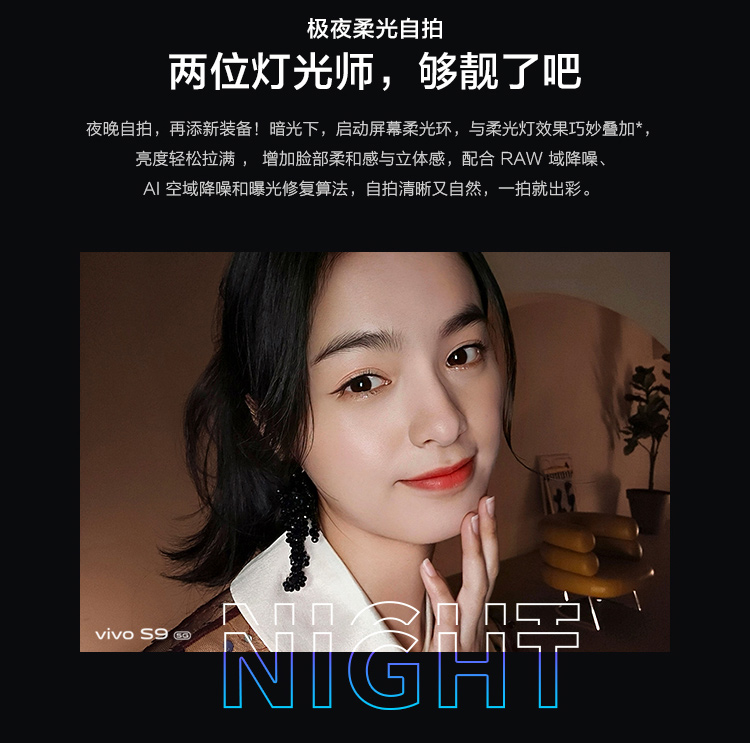 极夜柔光自拍
两位灯光师，够靓了吧
夜晚自拍，再添新装备！暗光下，启动屏幕柔光环，与柔光灯效果巧妙叠加*，
亮度轻松拉满 ， 增加脸部柔和感与立体感，配合 RAW 域降噪、
AI 空域降噪和曝光修复算法，自拍清晰又自然，一拍就出彩。
vivo S9 5G
NIGHT